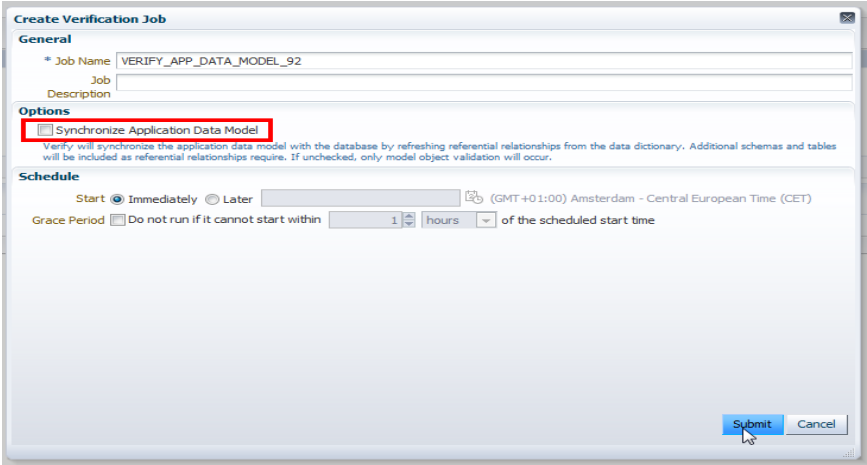 Create Verification Job
General
* Job Name VERIFY_APP_DATA_MODEL_92
Job
Description
Options
Synchronize Application Data Model
Verify will synchronize the application data model with the database by refreshing referential relationships from the data dictionary. Additional schemas and tables
will be included as referential relationships require. If unchecked, only model object validation will occur.
Schedule
Start Immediately Later (GMT+01:00) Amsterdam - Central European Time (CET)
Grace Period Do not run if it cannot start within 1 hours of the scheduled start time
Submit Cancel